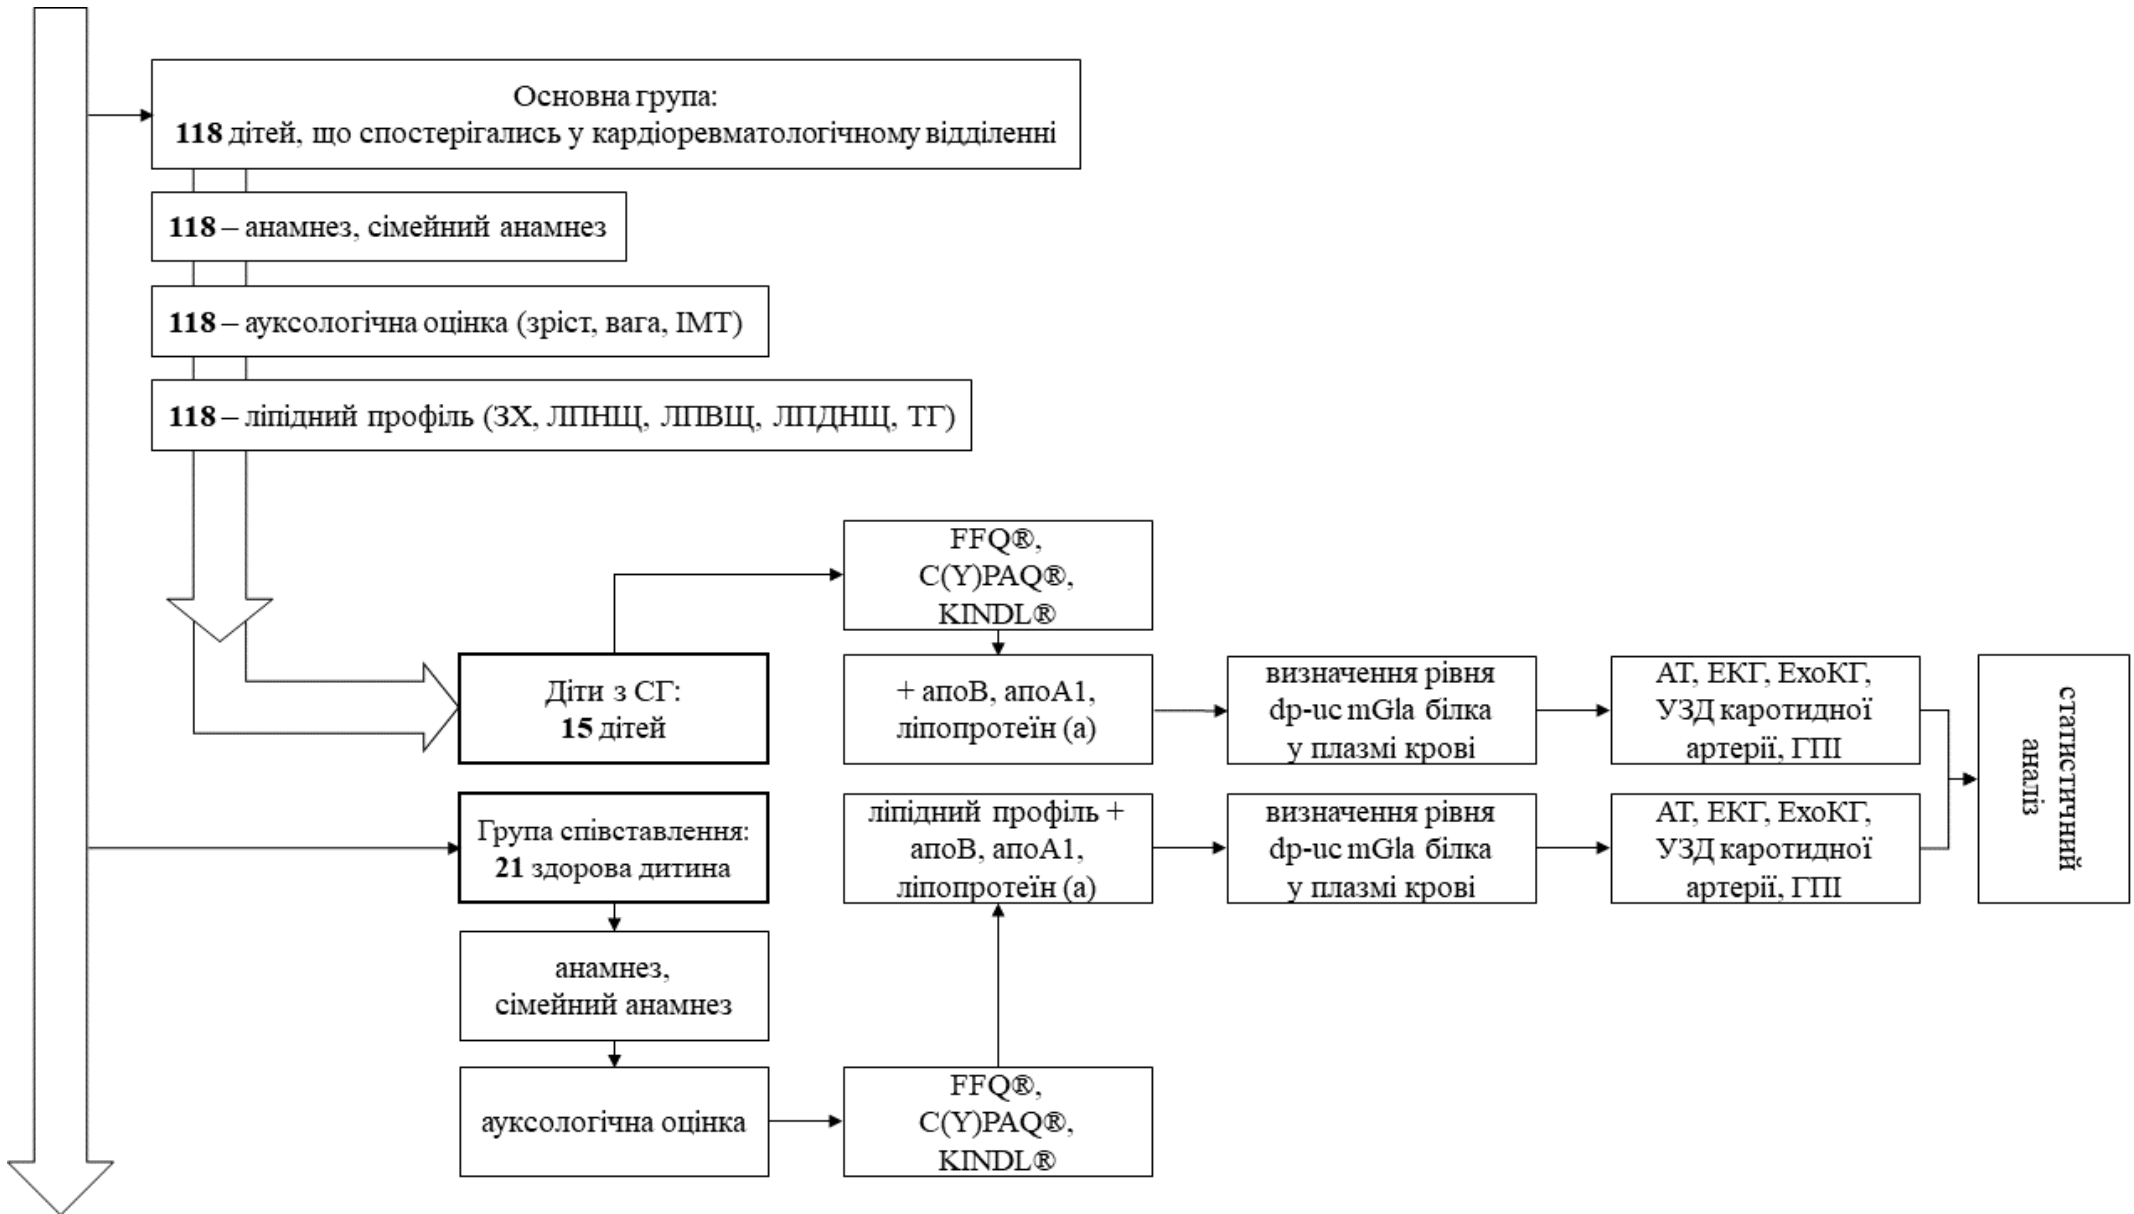 Основна група:
118 дітей, що спостерігались у кардіоревматологічному відділенні
118 – анамнез, сімейний анамнез
118 – ауксологічна оцінка (зріст, вага, ІМТ)
118 – ліпідний профіль (ЗХ, ЛПНЩ, ЛПВЩ, ЛПДНЩ, ТГ)
FFQ®,
C(Y)PAQ®,
KINDL®
Діти з СГ:
15 дітей
+ апоВ, апоА1,
ліпопротеїн (а)
визначення рівня
dp-uc mGla білка
у плазмі крові
АТ, ЕКГ, ЕхоКГ,
УЗД каротидної
артерії, ГПІ
статистичний
аналіз
Група співставлення:
21 здорова дитина
ліпідний профіль +
апоВ, апоА1,
ліпопротеїн (а)
визначення рівня
dp-uc mGla білка
у плазмі крові
АТ, ЕКГ, ЕхоКГ,
УЗД каротидної
артерії, ГПІ
анамнез,
сімейний анамнез
ауксологічна оцінка
FFQ®,
C(Y)PAQ®,
KINDL®